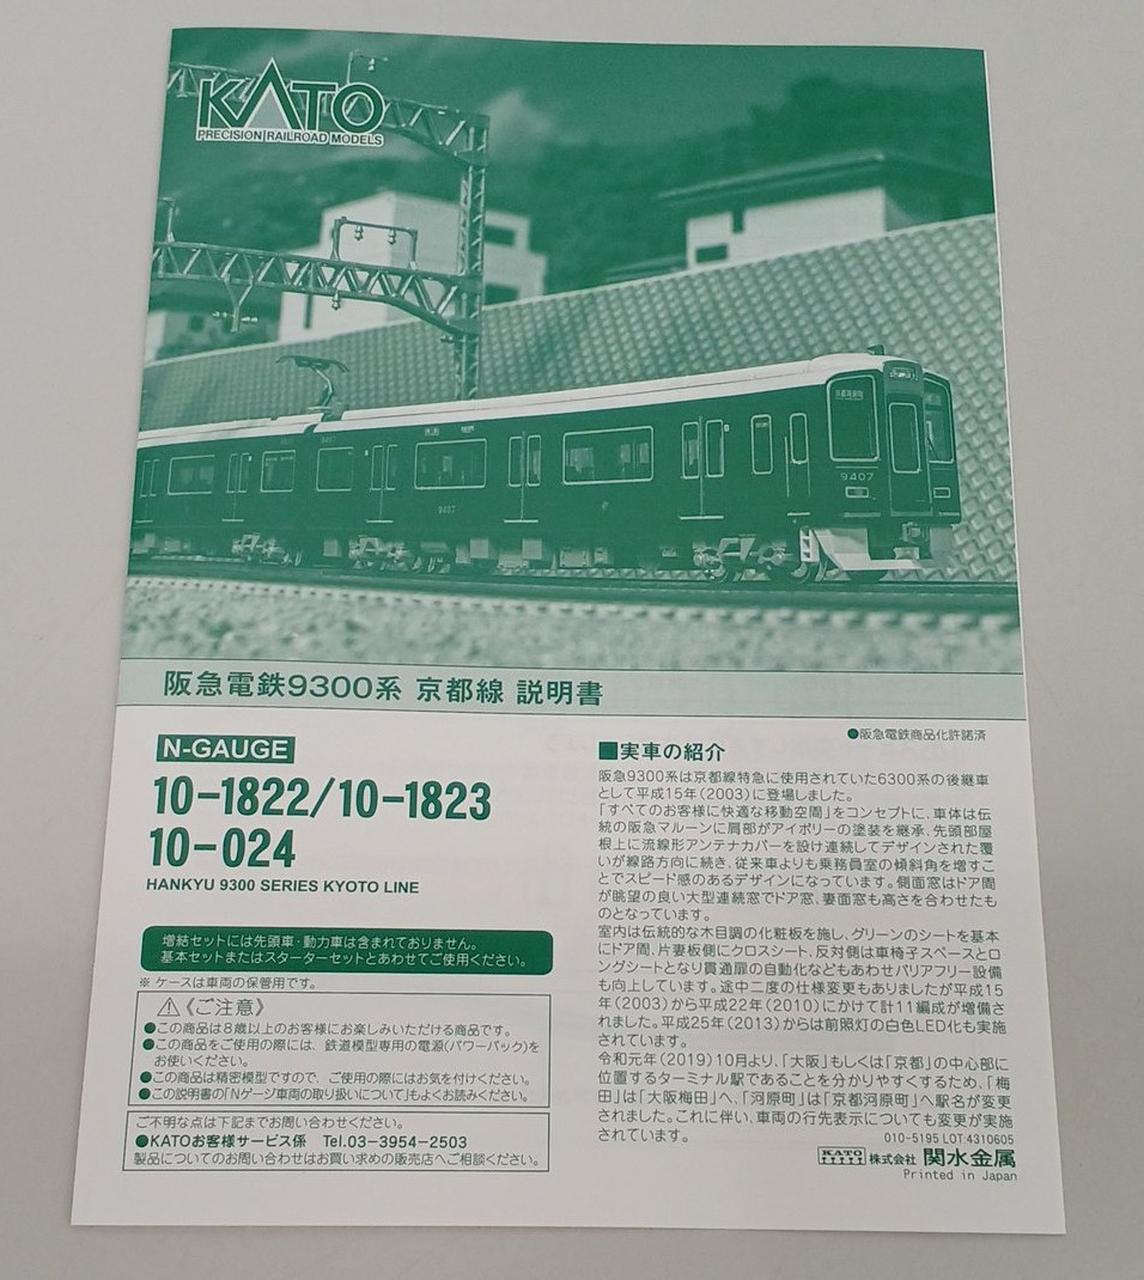 KATO
PRECISION RAILROAD MODELS
9407
9407
阪急電鉄9300系 京都線 説明書
●阪急電鉄商品化許諾済
N-GAUGE
10-1822/10-1823
10-024
HANKYU 9300 SERIES KYOTO LINE
増結セットには先頭車・動力車は含まれておりません。
基本セットまたはスターターセットとあわせてご使用ください。
※ ケースは車両の保管用です。
⚠《ご注意》
●この商品は8歳以上のお客様にお楽しみいただける商品です。
●この商品をご使用の際には、鉄道模型専用の電源(パワーパック)を
お使いください。
●この商品は精密模型ですので、ご使用の際にはお気を付けください。
●この説明書の「Nゲージ車両の取り扱いについて」もよくお読みください。
ご不明な点は下記までお問い合わせください。
●KATOお客様サービス係 Tel.03-3954-2503
製品についてのお問い合わせはお買い求めの販売店へご相談ください。
■実車の紹介
阪急9300系は京都線特急に使用されていた6300系の後継車
として平成15年(2003)に登場しました。
「すべてのお客様に快適な移動空間」をコンセプトに、車体は伝
統の阪急マルーンに肩部がアイボリーの塗装を継承、先頭部屋
根上に流線形アンテナカバーを設け連続してデザインされた覆
いが線路方向に続き、従来車よりも乗務員室の傾斜角を増すこ
とでスピード感のあるデザインになっています。側面窓はドア間
が眺望の良い大型連続窓でドア窓、妻面窓も高さを合わせたも
のとなっています。
室内は伝統的な木目調の化粧板を施し、グリーンのシートを基本
にドア間、片妻板側にクロスシート、反対側は車椅子スペースとロ
ングシートとなり貫通扉の自動化などもあわせバリアフリー設備
も向上しています。途中二度の仕様変更もありましたが平成15
年(2003)から平成22年(2010)にかけて計11編成が増備さ
れました。平成25年(2013)からは前照灯の白色LED化も実施
されています。
令和元年(2019)10月より、「大阪」もしくは「京都」の中心部に
位置するターミナル駅であることを分かりやすくするため、「梅
田」は「大阪梅田」へ、「河原町」は「京都河原町」へ駅名が変更
されました。これに伴い、車両の行先表示についても変更が実施
されています。
010-5195 LOT:4310605
KATO 株式会社 関水金属
Printed in Japan